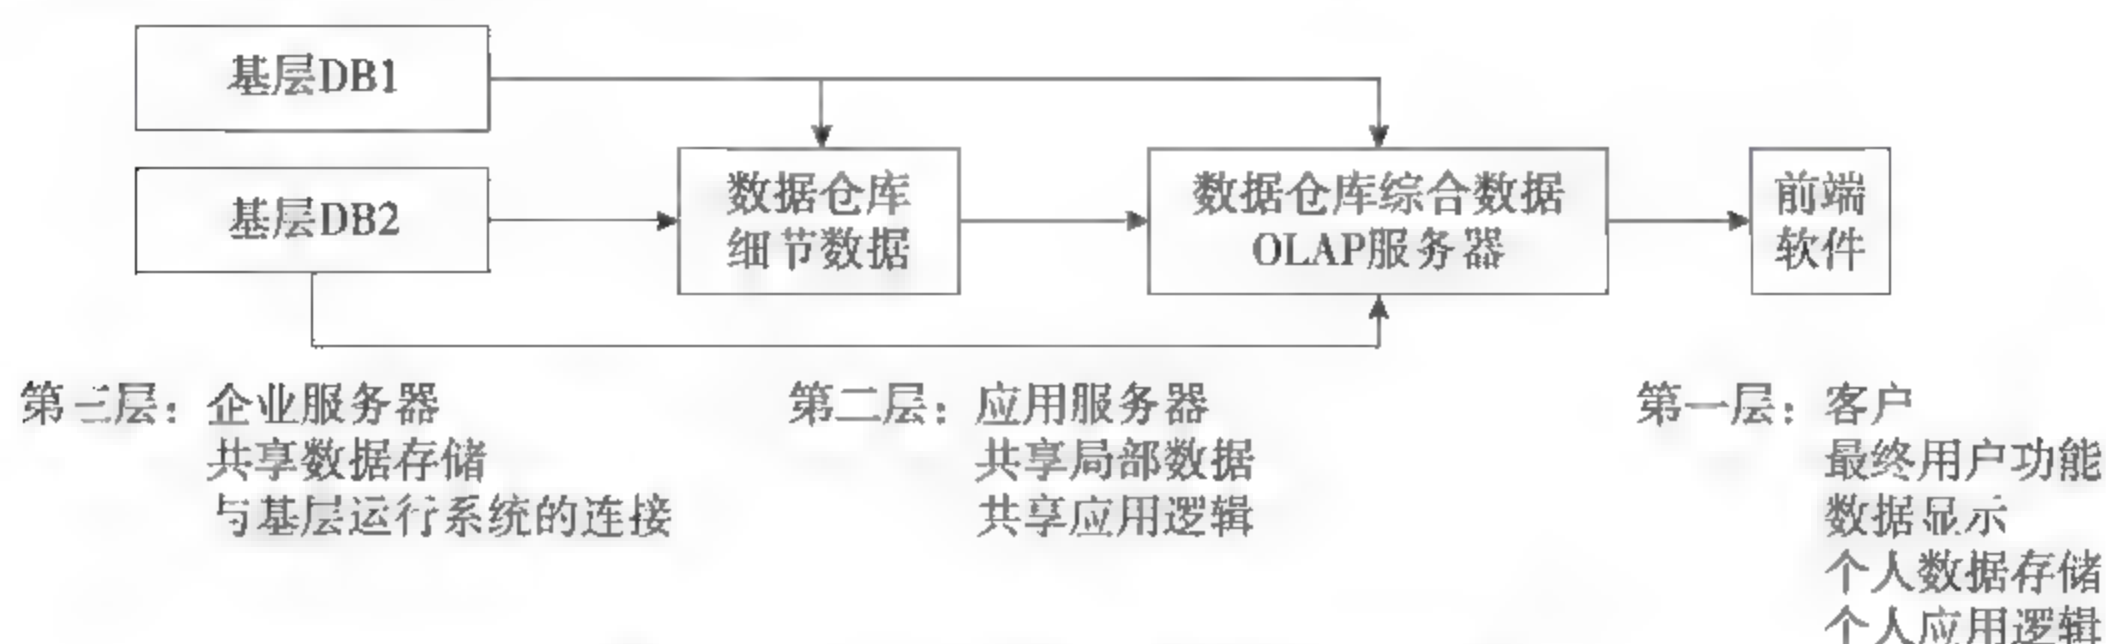 基层DB1
基层DB2
数据仓库
细节数据
数据仓库综合数据
OLAP服务器
前端
软件
第三层：企业服务器
共享数据存储
与基层运行系统的连接
第二层：应用服务器
共享局部数据
共享应用逻辑
第一层：客户
最终用户功能
数据显示
个人数据存储
个人应用逻辑